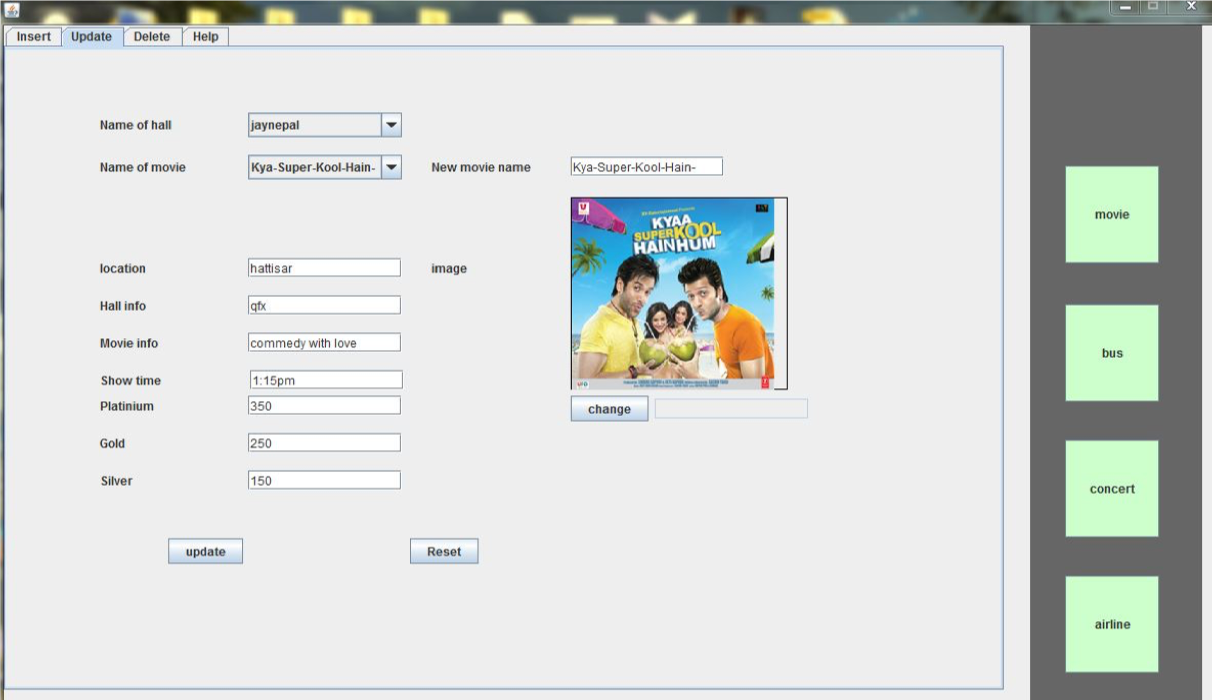 Insert Update Delete Help
Name of hall jaynepal
Name of movie Kya-Super-Kool-Hain- New movie name Kya-Super-Kool-Hain-
KYAA
SUPER KOOL
HAIN HUM
location hattisar image
Hall info qfx
Movie info commedy with love
Show time 1:15pm
Platinium 350
change
Gold 250
Silver 150
update Reset
movie
bus
concert
airline